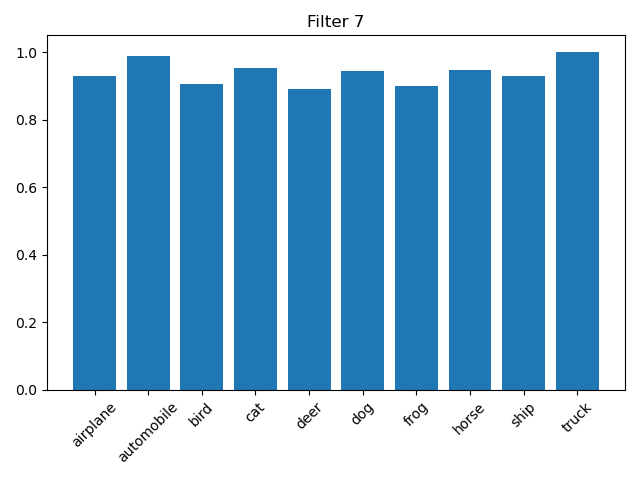 Filter 7
1.0
0.8
0.6
0.4
0.2
0.0
airplane
automobile
bird
cat
deer
dog
frog
horse
ship
truck